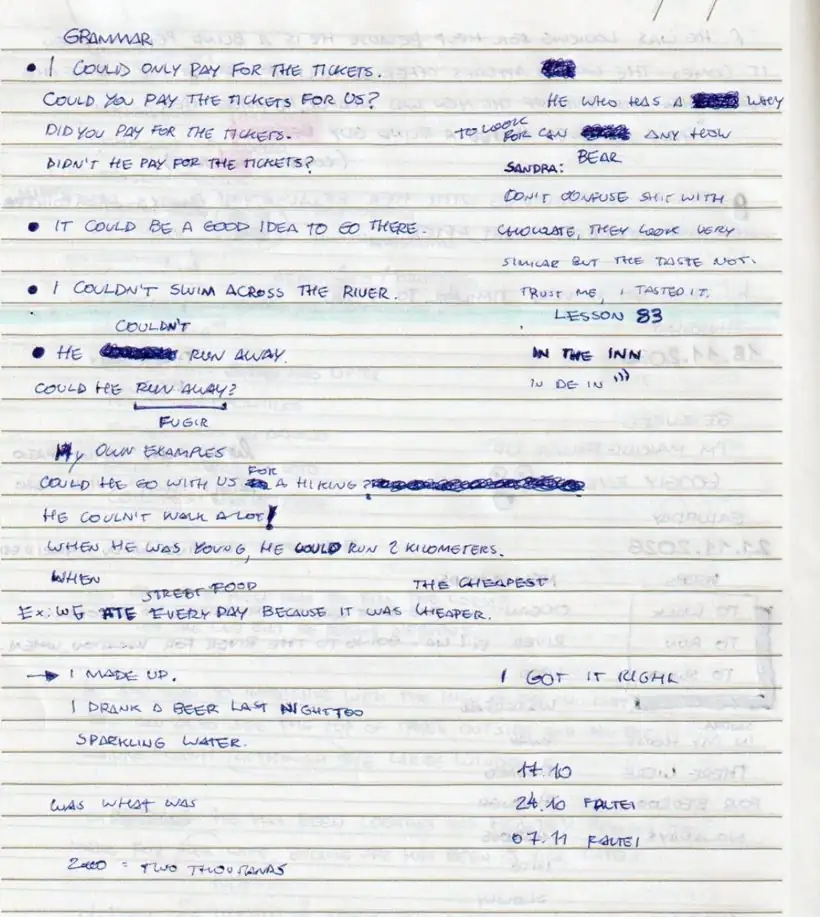 GRAMMAR
• I COULD ONLY PAY FOR THE TICKETS.
COULD YOU PAY THE TICKETS FOR US?
DID YOU PAY FOR THE TICKETS.
DIDN'T HE PAY FOR THE TICKETS?
• IT COULD BE A GOOD IDEA TO GO THERE.
• I COULDN'T SWIM ACROSS THE RIVER.
COULDN'T
• HE RUN AWAY.
COULD HE RUN AWAY?
FUGIR
My OWN EXAMPLES
FOR
COULD HE GO WITH US A HIKING?
HE COULN'T WALK A LOT!
WHEN HE WAS YOUNG, HE COULD RUN 2 KILOMETERS.
WHEN STREET FOOD THE CHEAPEST
EX: WE ATE EVERY DAY BECAUSE IT WAS CHEAPER.
→ I MADE UP.
I DRANK A BEER LAST NIGHT TOO
SPARKLING WATER.
WAS WHAT WAS
2000 = TWO THOUSANDS
HE WHO HAS A WHY
TO LOOK
FOR CAN ANY HOW
BEAR
SANDRA:
DON'T CONFUSE SHIT WITH
CHOCOLATE, THEY LOOK VERY
SIMILAR BUT THE TASTE NOT.
TRUST ME, I TASTED IT.
LESSON 83
IN THE INN
IN DE IN )))
I GOT IT RIGHT
17.10
24.10 FALTEI
07.11 FALTEI